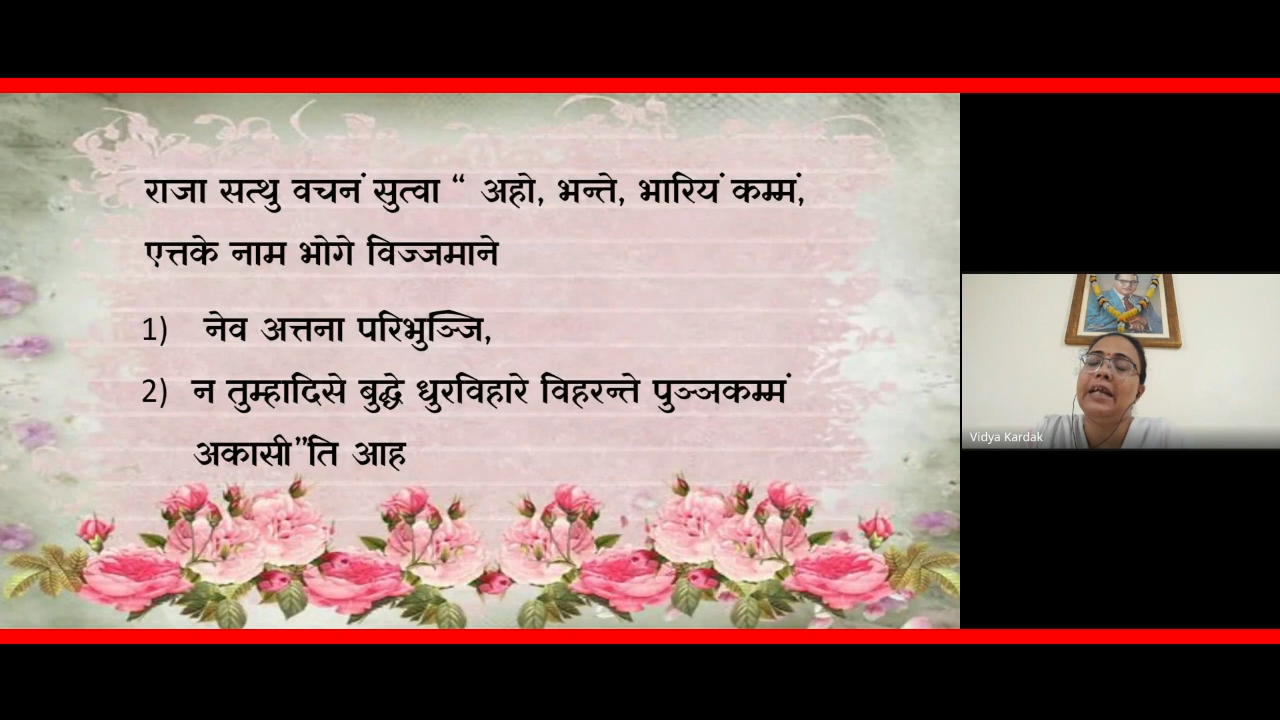 राजा सत्थु वचनं सुत्वा “ अहो, भन्ते, भारियं कम्मं,
एत्तके नाम भोगे विज्जमाने
1) नेव अत्तना परिभुञ्जि,
2) न तुम्हादिसे बुद्धे धुरविहारे विहरन्ते पुञ्ञकम्मं
अकासी”ति आह
Vidya Kardak